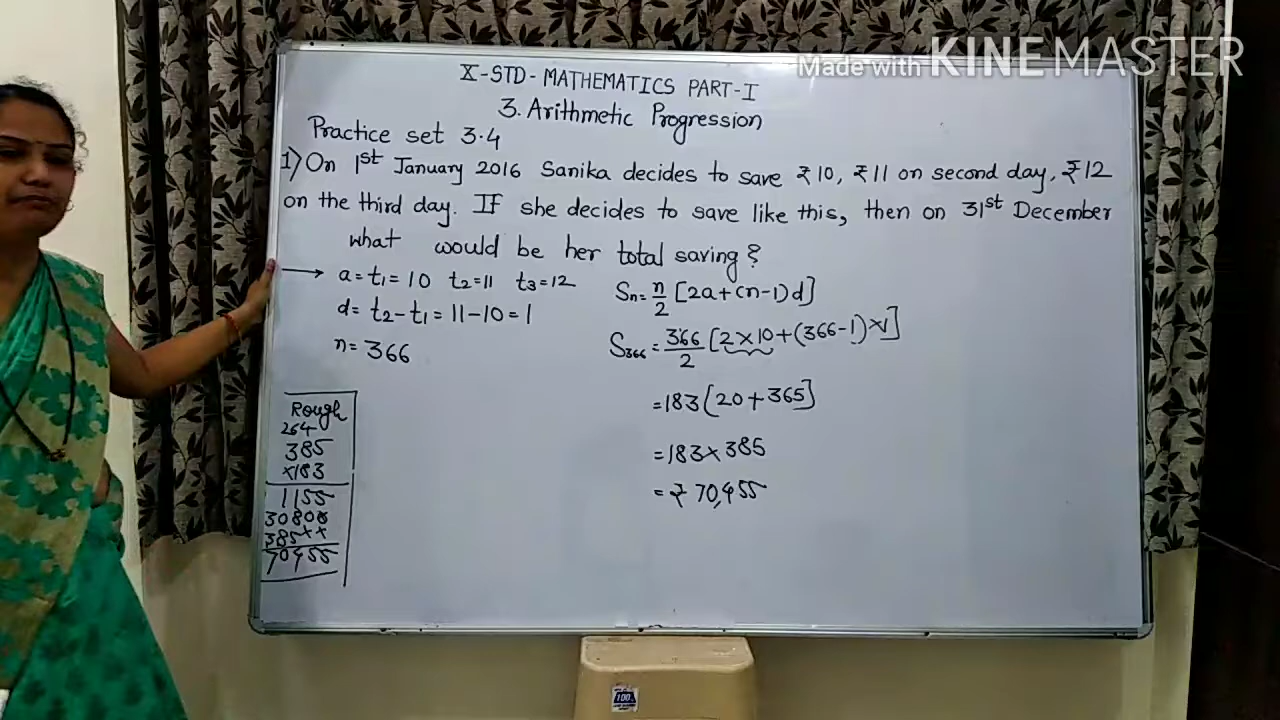 Made with KINEMASTER
X-STD- MATHEMATICS PART-I
3. Arithmetic Progression
Practice set 3.4
1) On 1st January 2016 Sanika decides to save ₹10, ₹11 on second day, ₹12
on the third day. If she decides to save like this, then on 31st December
what would be her total saving?
→ a = t₁ = 10 t₂ = 11 t₃ = 12
d = t₂ - t₁ = 11 - 10 = 1
n = 366
Sn = n/2 [2a + (n-1)d]
S₃₆₆ = 366/2 [2×10 + (366-1)×1]
= 183 [20 + 365]
= 183 × 385
= ₹ 70,455
Rough
264
385
×183
1155
3080×
385××
70455
100